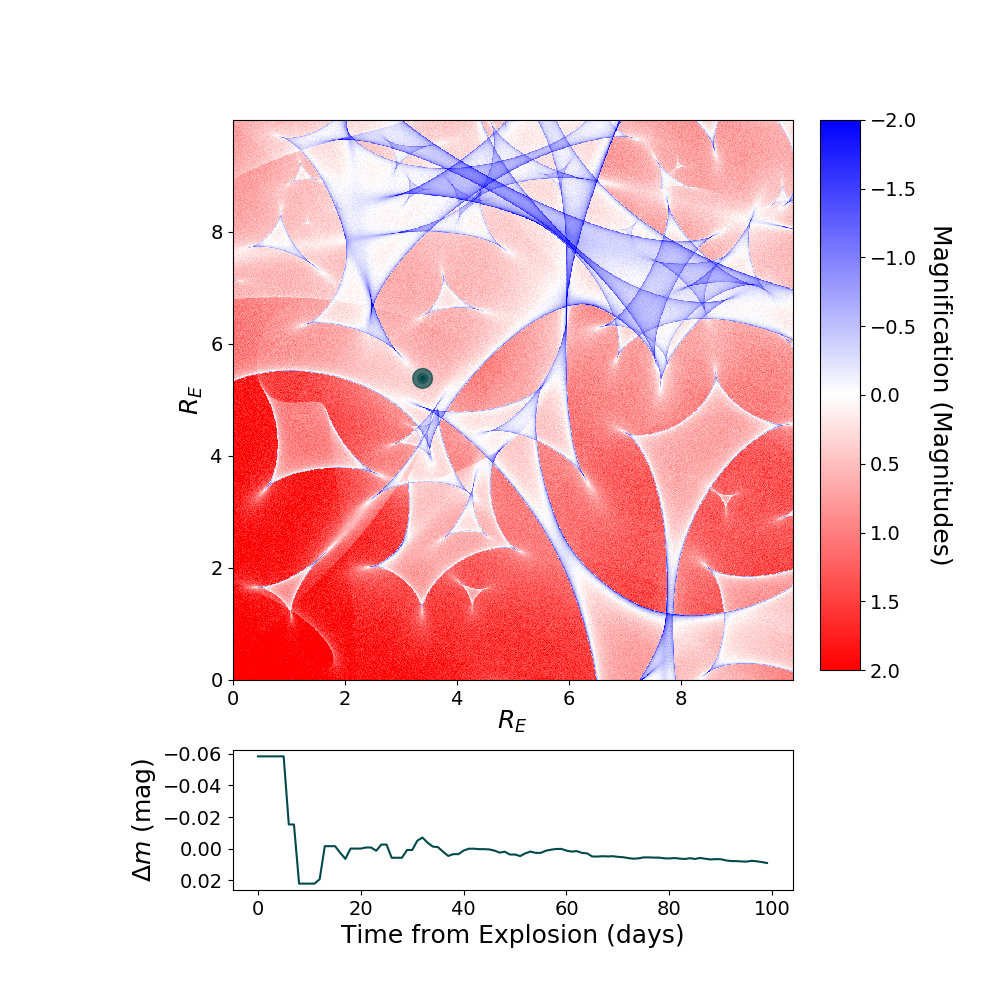 8
6
4
2
0
R_E
0 2 4 6 8
R_E
−2.0
−1.5
−1.0
−0.5
0.0
0.5
1.0
1.5
2.0
Magnification (Magnitudes)
−0.06
−0.04
−0.02
0.00
0.02
Δm (mag)
0 20 40 60 80 100
Time from Explosion (days)